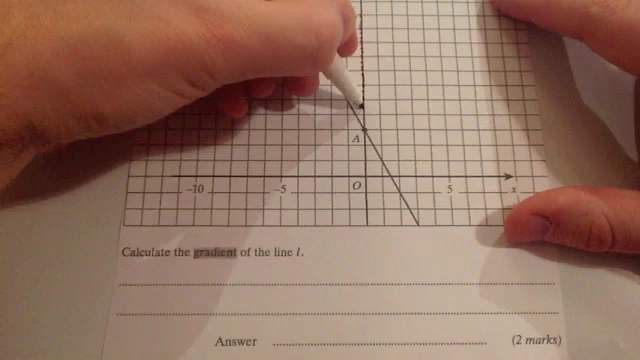 A
-10 -5 O 5 x
Calculate the gradient of the line l.
Answer (2 marks)